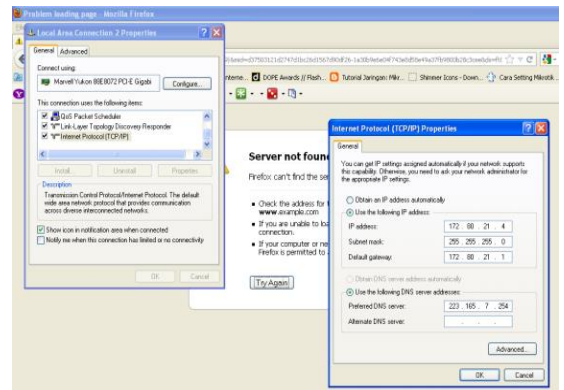 Problem loading page - Mozilla Firefox
Local Area Connection 2 Properties
General Advanced
Connect using:
Marvell Yukon 88E8072 PCI-E Gigabi
Configure...
This connection uses the following items:
QoS Packet Scheduler
Link-Layer Topology Discovery Responder
Internet Protocol (TCP/IP)
Install...
Uninstall
Properties
Description
Transmission Control Protocol/Internet Protocol. The default
wide area network protocol that provides communication
across diverse interconnected networks.
Show icon in notification area when connected
Notify me when this connection has limited or no connectivity
OK
Cancel
DOPE Awards // Flash...
Tutorial Jaringan: Mikr...
Shimmer Icons - Down...
Cara Setting Mikrotik
Server not foun
Firefox can't find the se
Check the address for
www.example.com
If you are unable to loa
connection.
If your computer or ne
Firefox is permitted to
Try Again
Internet Protocol (TCP/IP) Properties
General
You can get IP settings assigned automatically if your network supports
this capability. Otherwise, you need to ask your network administrator for
the appropriate IP settings.
Obtain an IP address automatically
Use the following IP address:
IP address: 172 . 80 . 21 . 4
Subnet mask: 255 . 255 . 255 . 0
Default gateway: 172 . 80 . 21 . 1
Obtain DNS server address automatically
Use the following DNS server addresses:
Preferred DNS server: 223 . 165 . 7 . 254
Alternate DNS server: . . .
Advanced...
OK
Cancel